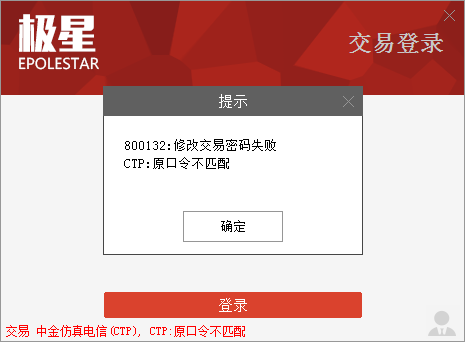 极星
EPOLESTAR
交易登录
提示
800132:修改交易密码失败
CTP:原口令不匹配
确定
登录
交易 中金仿真电信(CTP), CTP:原口令不匹配